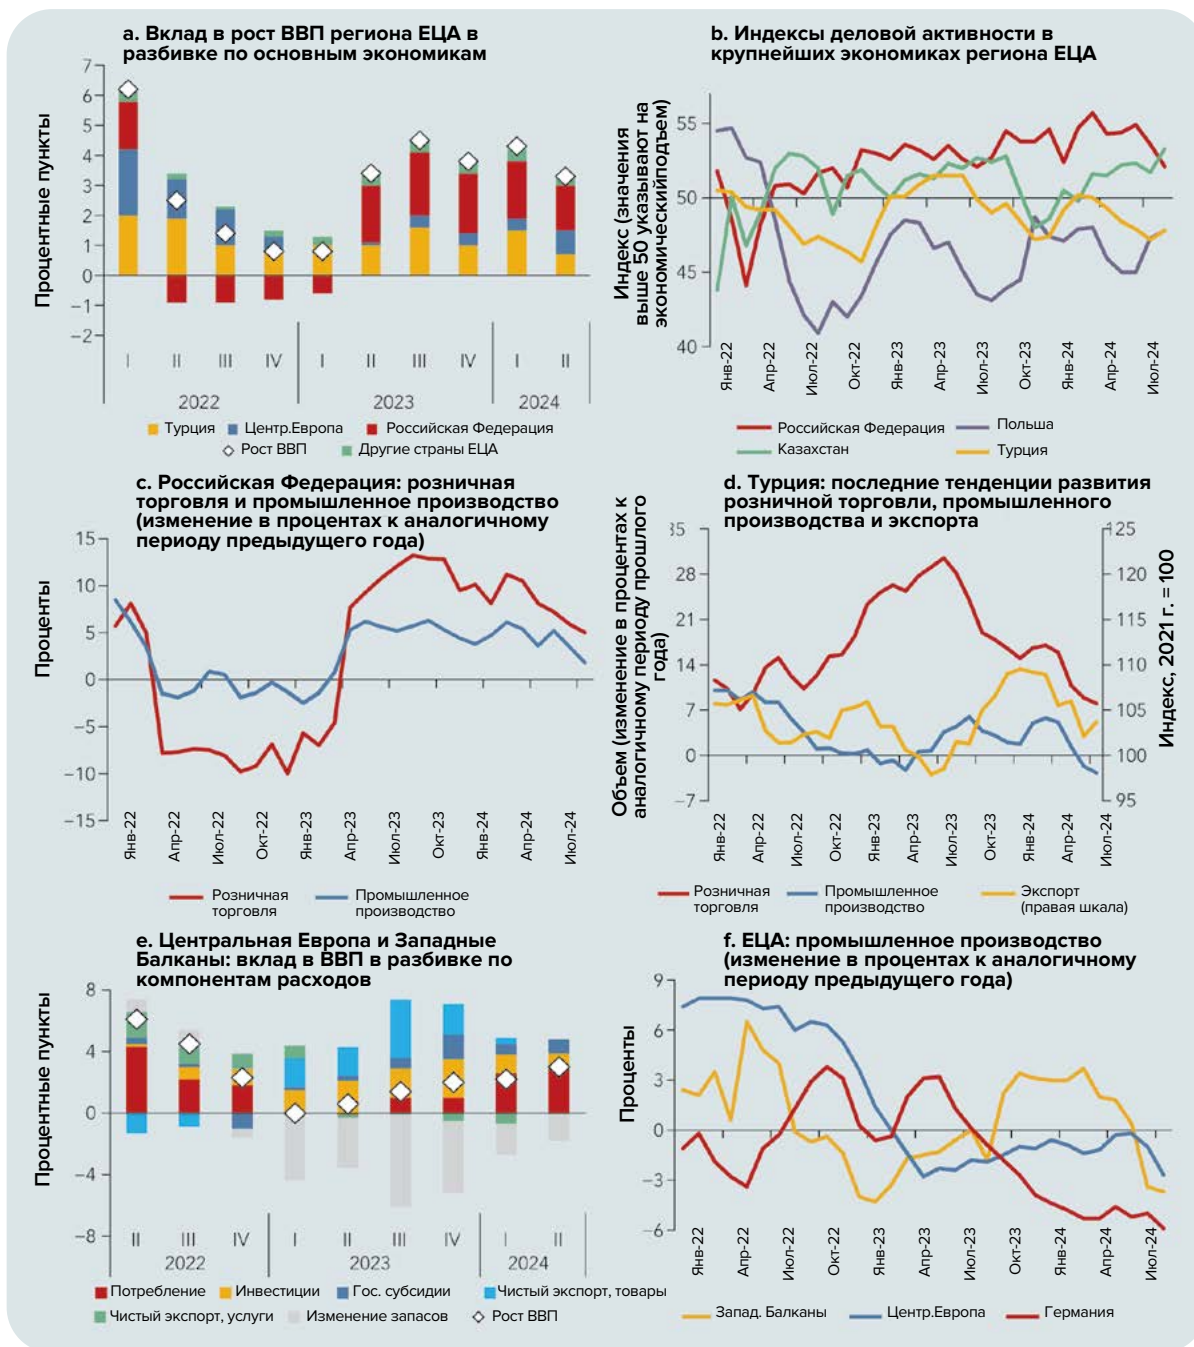 a. Вклад в рост ВВП региона ЕЦА в
разбивке по основным экономикам
Процентные пункты
7
6
5
4
3
2
1
0
−1
−2
I II III IV I II III IV I II
2022 2023 2024
Турция Центр.Европа Российская Федерация
Рост ВВП Другие страны ЕЦА
b. Индексы деловой активности в
крупнейших экономиках региона ЕЦА
Индекс (значения
выше 50 указывают на
экономическийподъем)
55
50
45
40
Янв-22 Апр-22 Июл-22 Окт-22 Янв-23 Апр-23 Июл-23 Окт-23 Янв-24 Апр-24 Июл-24
Российская Федерация Польша
Казахстан Турция
c. Российская Федерация: розничная
торговля и промышленное производство
(изменение в процентах к аналогичному
периоду предыдущего года)
Проценты
15
10
5
0
−5
−10
−15
Янв-22 Апр-22 Июл-22 Окт-22 Янв-23 Апр-23 Июл-23 Окт-23 Янв-24 Апр-24 Июл-24
Розничная Промышленное
торговля производство
d. Турция: последние тенденции развития
розничной торговли, промышленного
производства и экспорта
Объем (изменение в процентах к
аналогичному периоду прошлого
года)
35
28
21
14
7
0
−7
125
120
115
110
105
100
95
Индекс, 2021 г. = 100
Янв-22 Апр-22 Июл-22 Окт-22 Янв-23 Апр-23 Июл-23 Окт-23 Янв-24 Апр-24 Июл-24
Розничная Промышленное Экспорт
торговля производство (правая шкала)
e. Центральная Европа и Западные
Балканы: вклад в ВВП в разбивке по
компонентам расходов
Процентные пункты
8
4
0
−4
−8
II III IV I II III IV I II
2022 2023 2024
Потребление Инвестиции Гос. субсидии Чистый экспорт, товары
Чистый экспорт, услуги Изменение запасов Рост ВВП
f. ЕЦА: промышленное производство
(изменение в процентах к аналогичному
периоду предыдущего года)
Проценты
9
6
3
0
−3
−6
Янв-22 Апр-22 Июл-22 Окт-22 Янв-23 Апр-23 Июл-23 Окт-23 Янв-24 Апр-24 Июл-24
Запад. Балканы Центр.Европа Германия